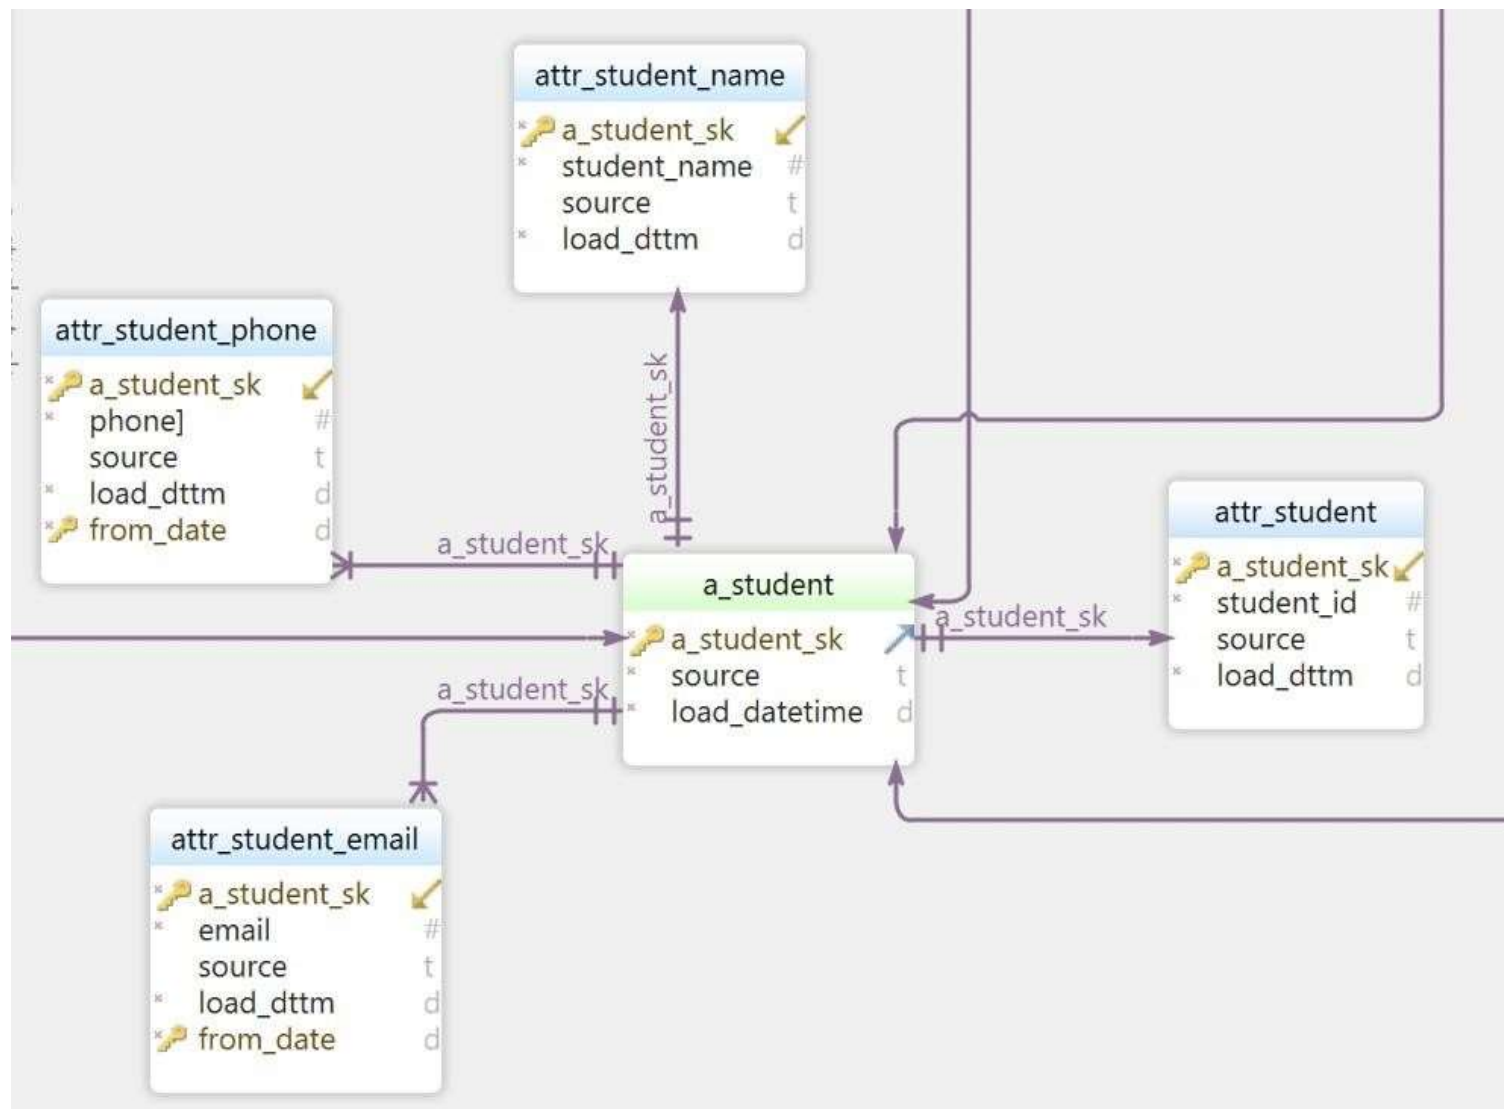 attr_student_name
a_student_sk
student_name #
source t
load_dttm d
attr_student_phone
a_student_sk
phone] #
source t
load_dttm d
from_date d
a_student_sk
a_student_sk
attr_student
a_student_sk
student_id #
source t
load_dttm d
a_student
a_student_sk
source t
load_datetime d
a_student_sk
a_student_sk
attr_student_email
a_student_sk
email #
source t
load_dttm d
from_date d